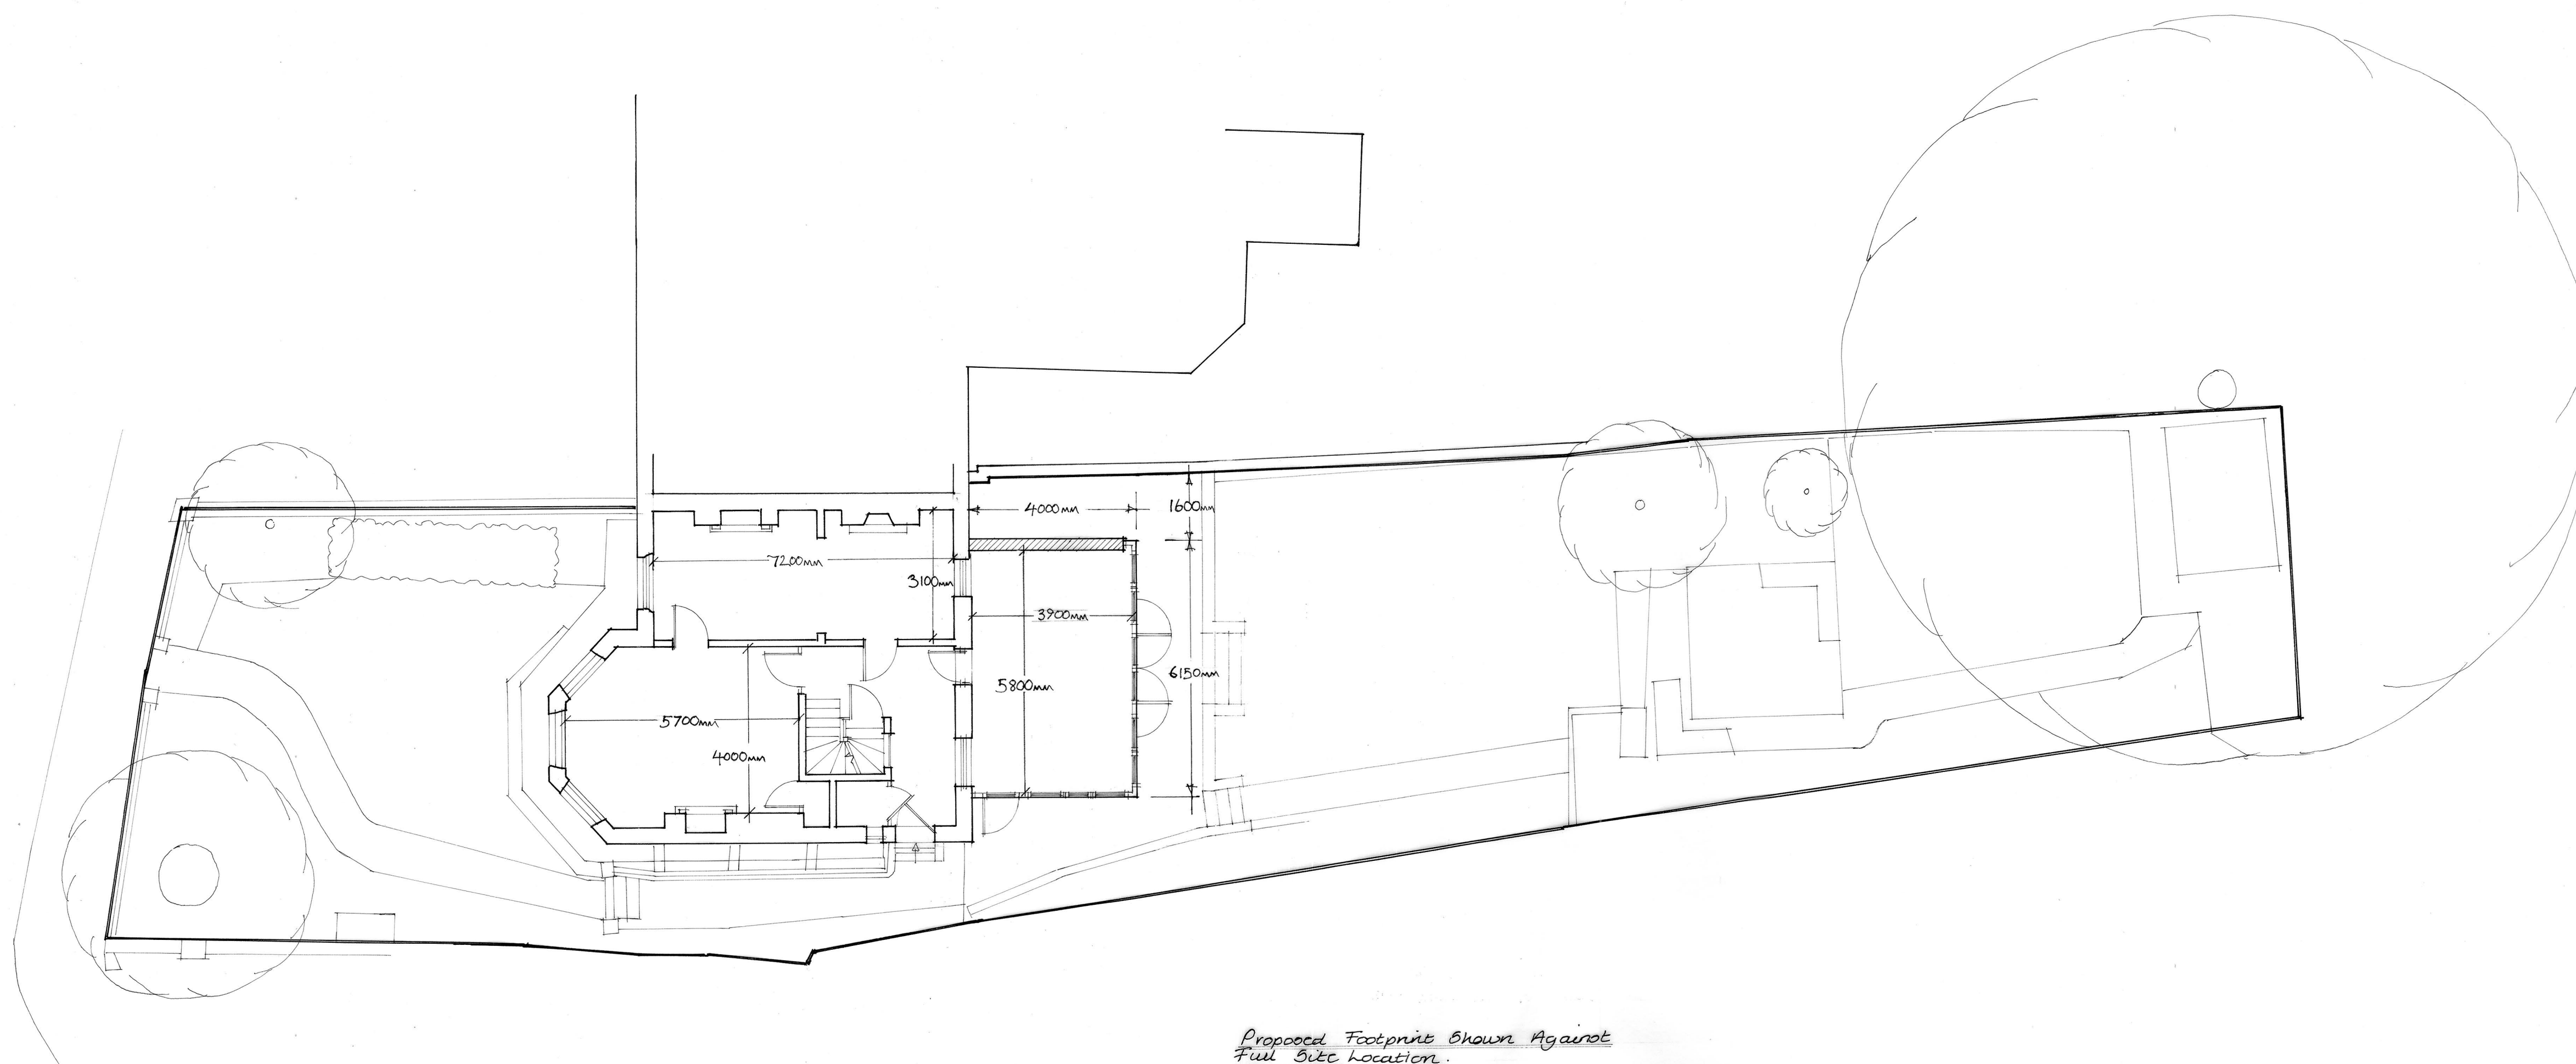 4000mm
1600mm
7200mm
3100mm
3900mm
6150mm
5800mm
5700mm
4000mm
Proposed Footprint Shown Against
Full Site Location.